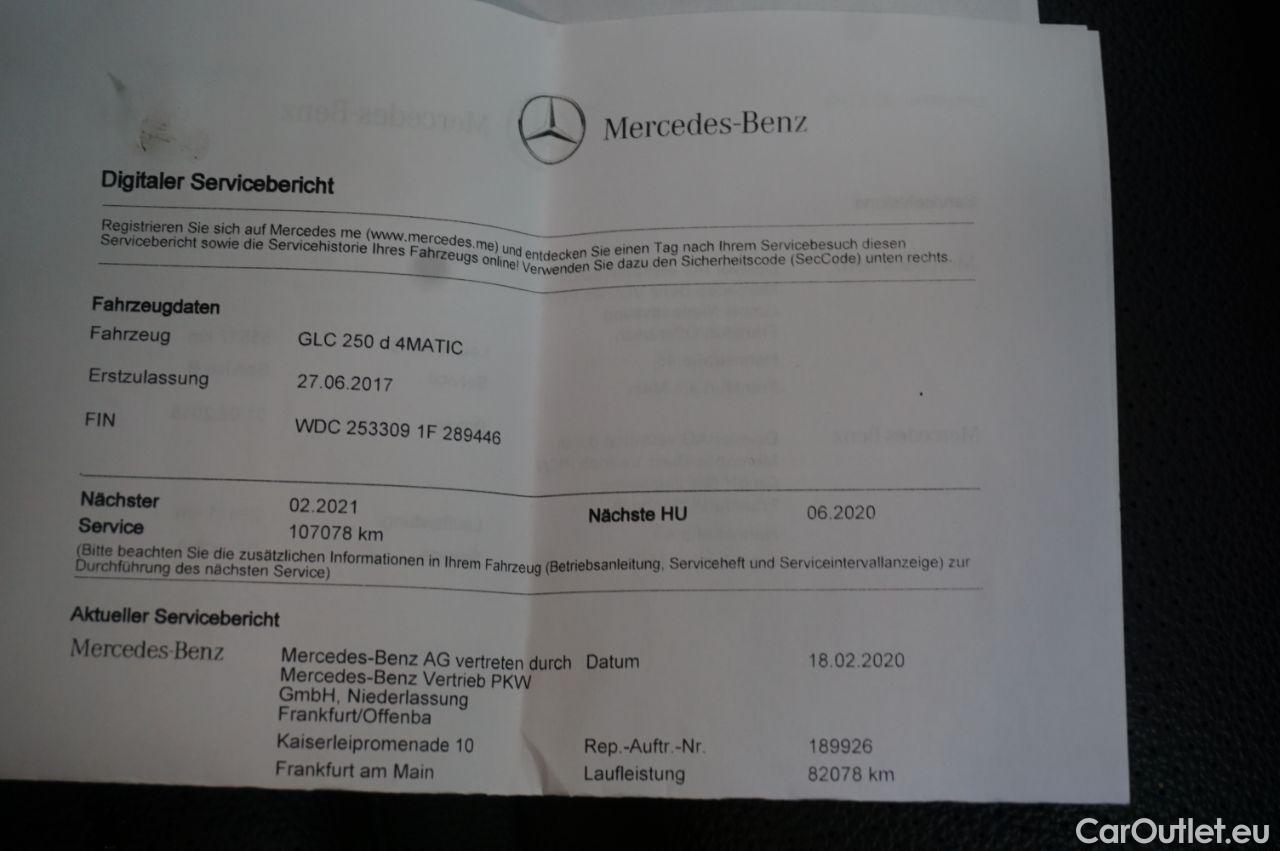 Mercedes-Benz
Digitaler Servicebericht
Registrieren Sie sich auf Mercedes me (www.mercedes.me) und entdecken Sie einen Tag nach Ihrem Servicebesuch diesen
Servicebericht sowie die Servicehistorie Ihres Fahrzeugs online! Verwenden Sie dazu den Sicherheitscode (SecCode) unten rechts.
Fahrzeugdaten
Fahrzeug GLC 250 d 4MATIC
Erstzulassung 27.06.2017
FIN WDC 253309 1F 289446
Nächster 02.2021 Nächste HU 06.2020
Service 107078 km
(Bitte beachten Sie die zusätzlichen Informationen in Ihrem Fahrzeug (Betriebsanleitung, Serviceheft und Serviceintervallanzeige) zur
Durchführung des nächsten Service)
Aktueller Servicebericht
Mercedes-Benz Mercedes-Benz AG vertreten durch Datum 18.02.2020
Mercedes-Benz Vertrieb PKW
GmbH, Niederlassung
Frankfurt/Offenba
Kaiserleipromenade 10 Rep.-Auftr.-Nr. 189926
Frankfurt am Main Laufleistung 82078 km
CarOutlet.eu